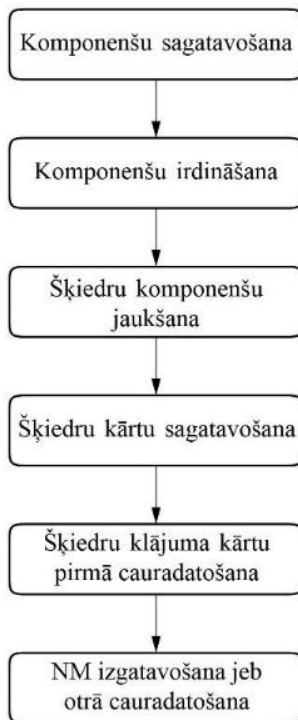 Komponenšu sagatavošana
Komponenšu irdināšana
Šķiedru komponenšu
jaukšana
Šķiedru kārtu sagatavošana
Šķiedru klājuma kārtu
pirmā cauradatošana
NM izgatavošana jeb
otrā cauradatošana